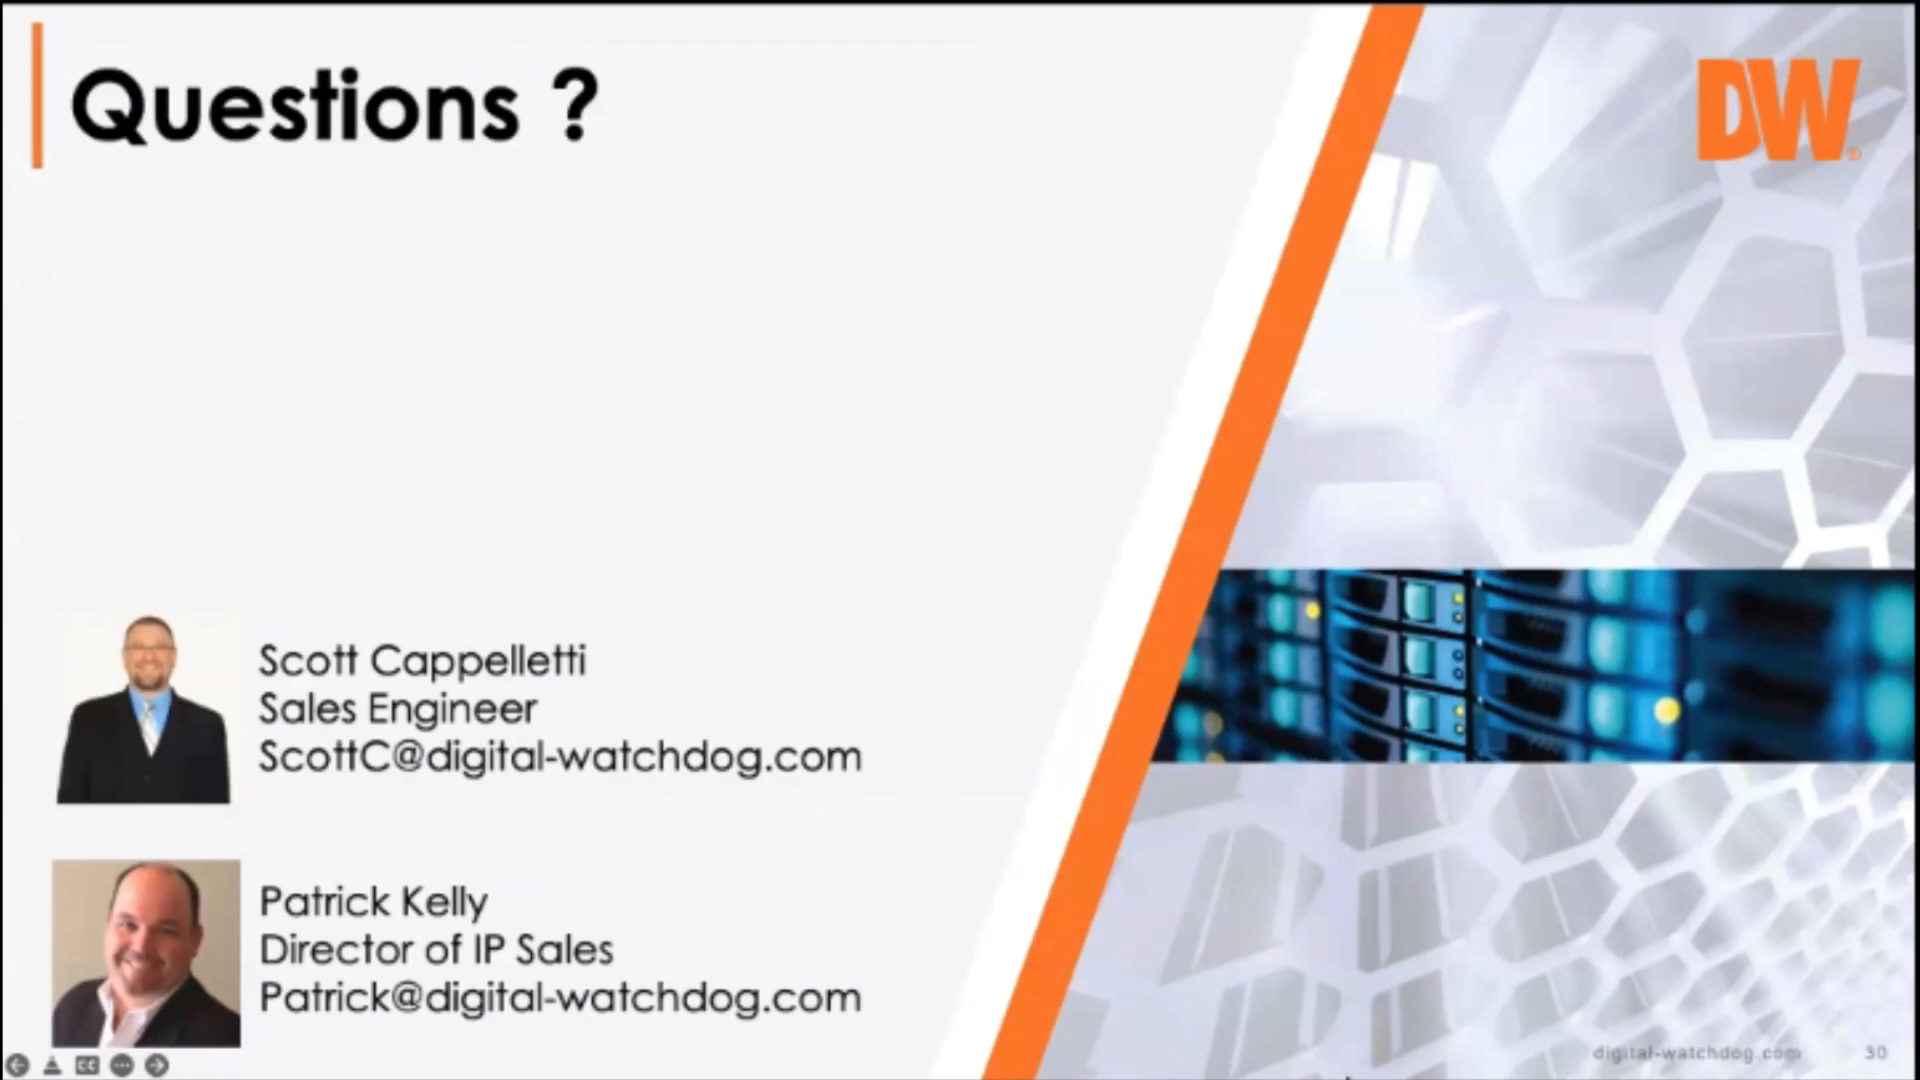 Questions ?
DW®
Scott Cappelletti
Sales Engineer
ScottC@digital-watchdog.com
Patrick Kelly
Director of IP Sales
Patrick@digital-watchdog.com
CC
digital-watchdog.com 30